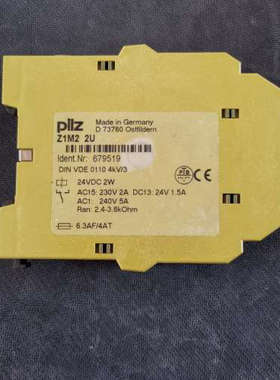 pilz
Made in Germany
D 73760 Ostfildern
Z1M2 2U
Ident.Nr: 679519
DIN VDE 0110 4kV/3
24VDC 2W
AC15: 230V 2A DC13: 24V 1.5A
AC1: 240V 5A
Ran: 2.4-3.6kOhm
6.3AF/4AT